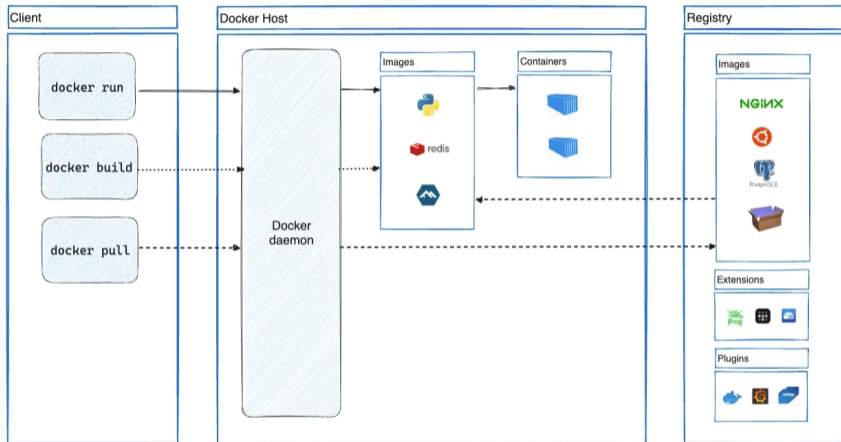 Client
Docker Host
Registry
docker run
docker build
docker pull
Docker
daemon
Images
redis
Containers
Images
NGINX
PostgreSQL
Extensions
jfrog
Plugins